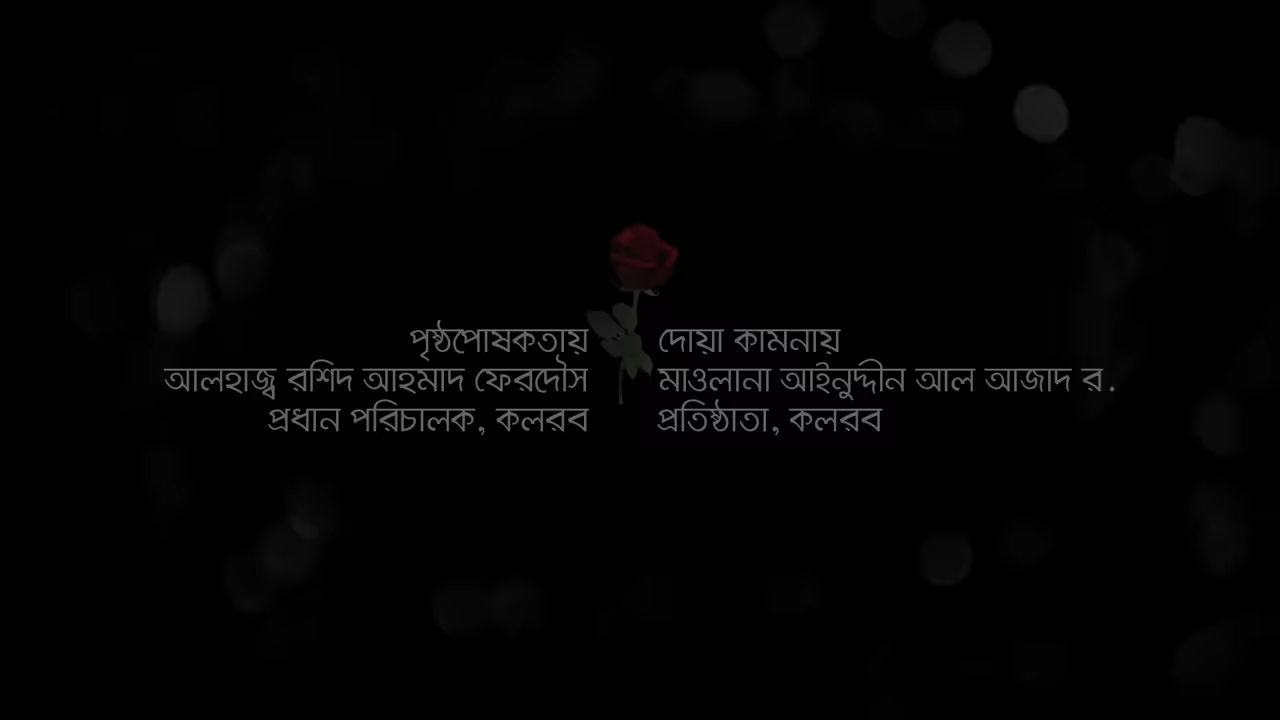 পৃষ্ঠপোষকতায়
আলহাজ্ব রশিদ আহমাদ ফেরদৌস
প্রধান পরিচালক, কলরব
দোয়া কামনায়
মাওলানা আইনুদ্দীন আল আজাদ র.
প্রতিষ্ঠাতা, কলরব